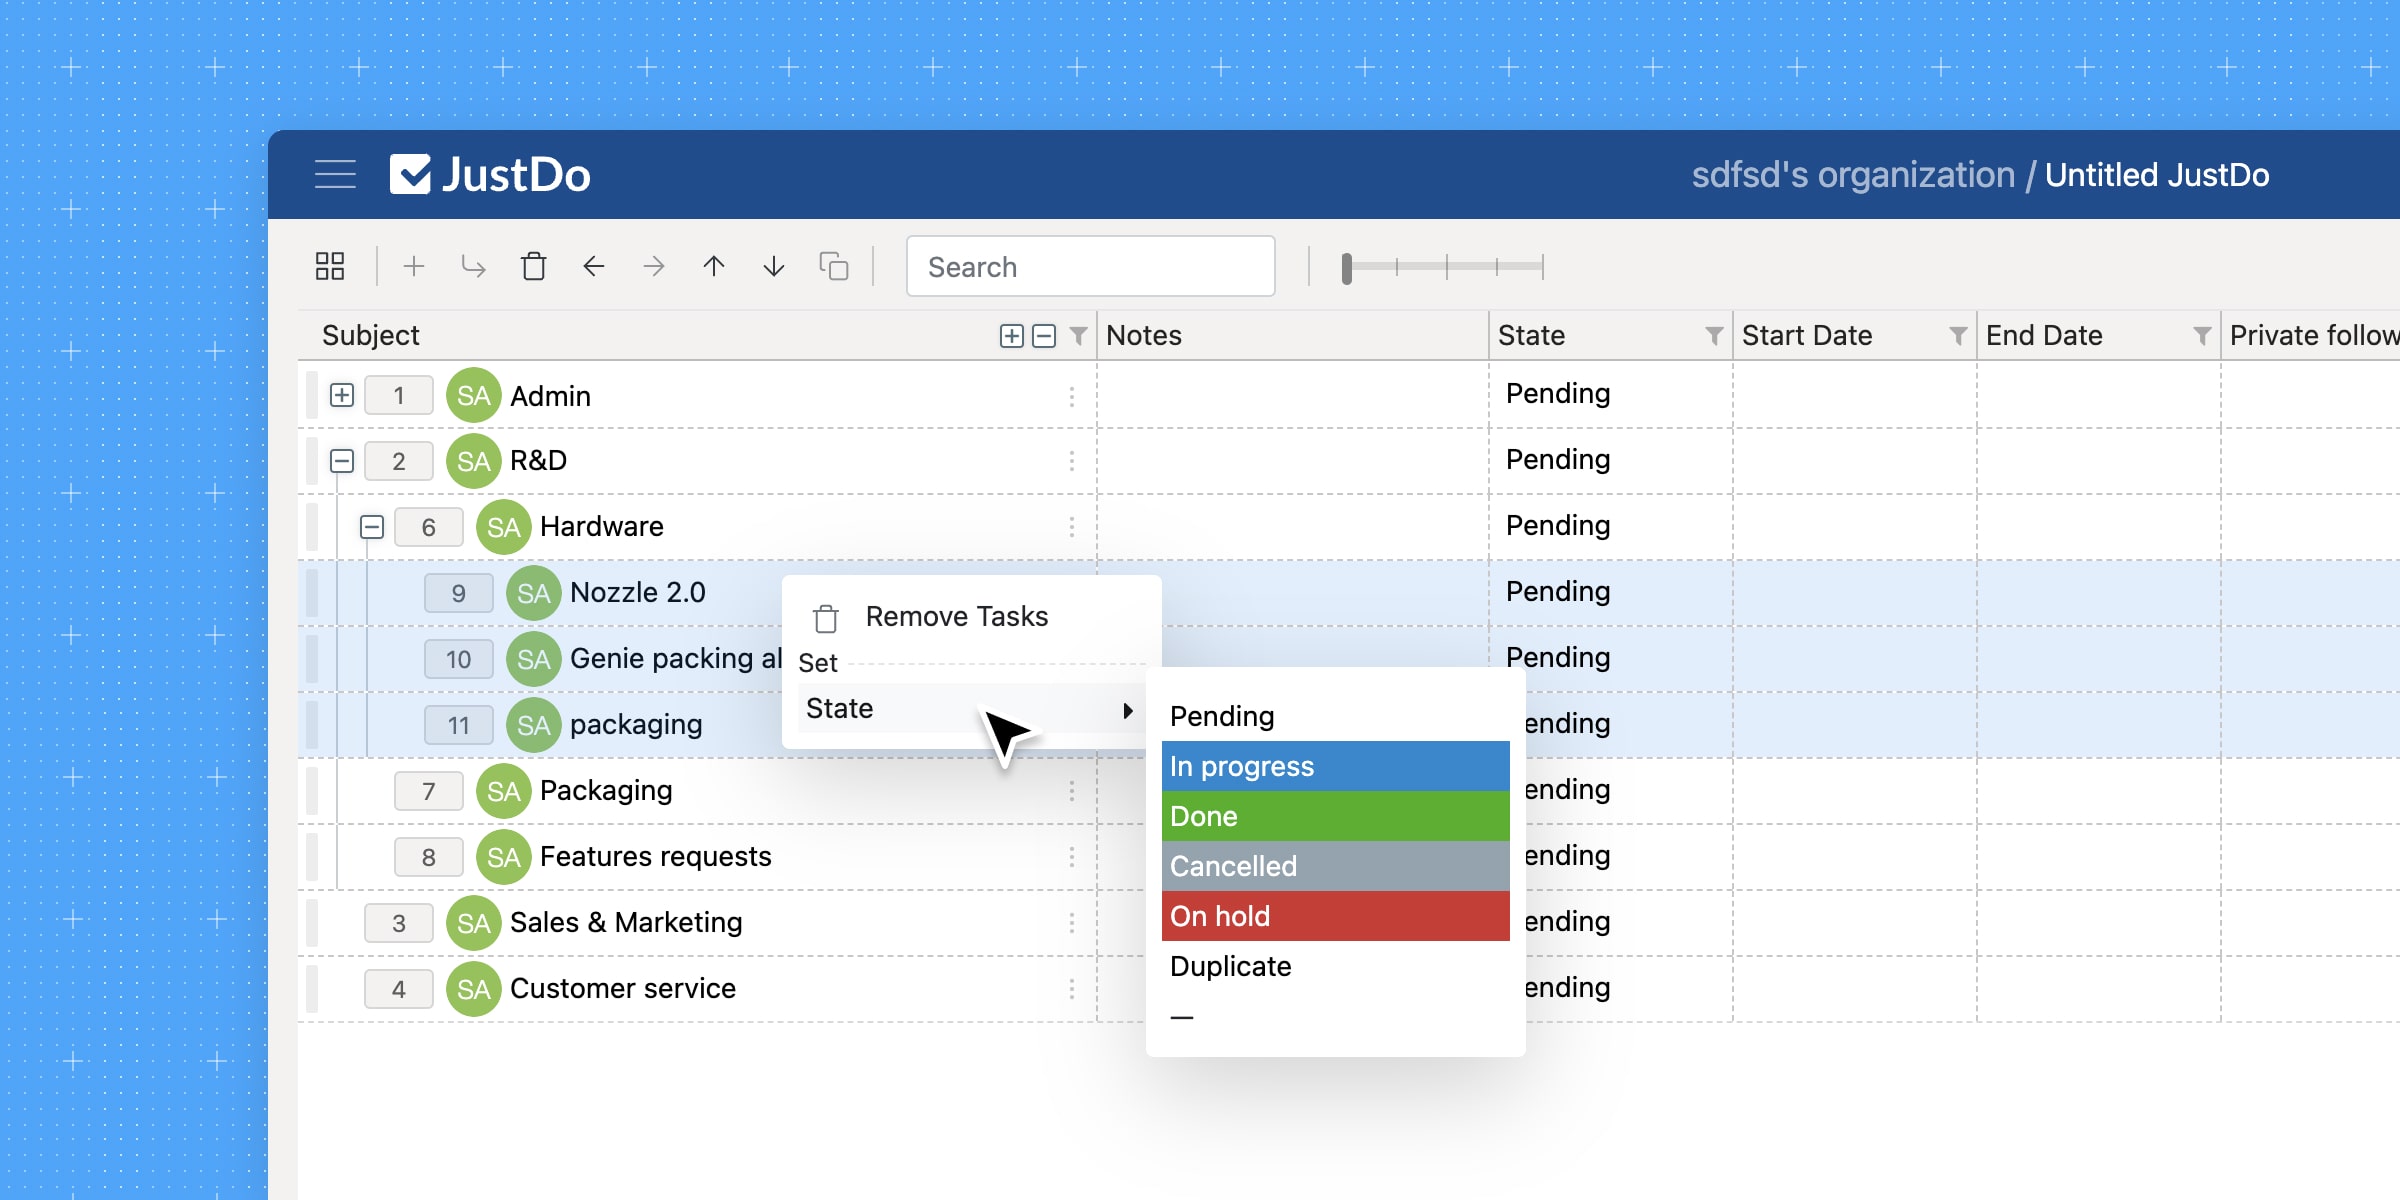 JustDo
sdfsd's organization / Untitled JustDo
Search
Subject Notes State Start Date End Date Private follow
1 SA Admin Pending
2 SA R&D Pending
6 SA Hardware Pending
9 SA Nozzle 2.0 Pending
10 SA Genie packing al Pending
11 SA packaging ending
7 SA Packaging ending
8 SA Features requests ending
3 SA Sales & Marketing ending
4 SA Customer service ending
Remove Tasks
Set
State
Pending
In progress
Done
Cancelled
On hold
Duplicate
—